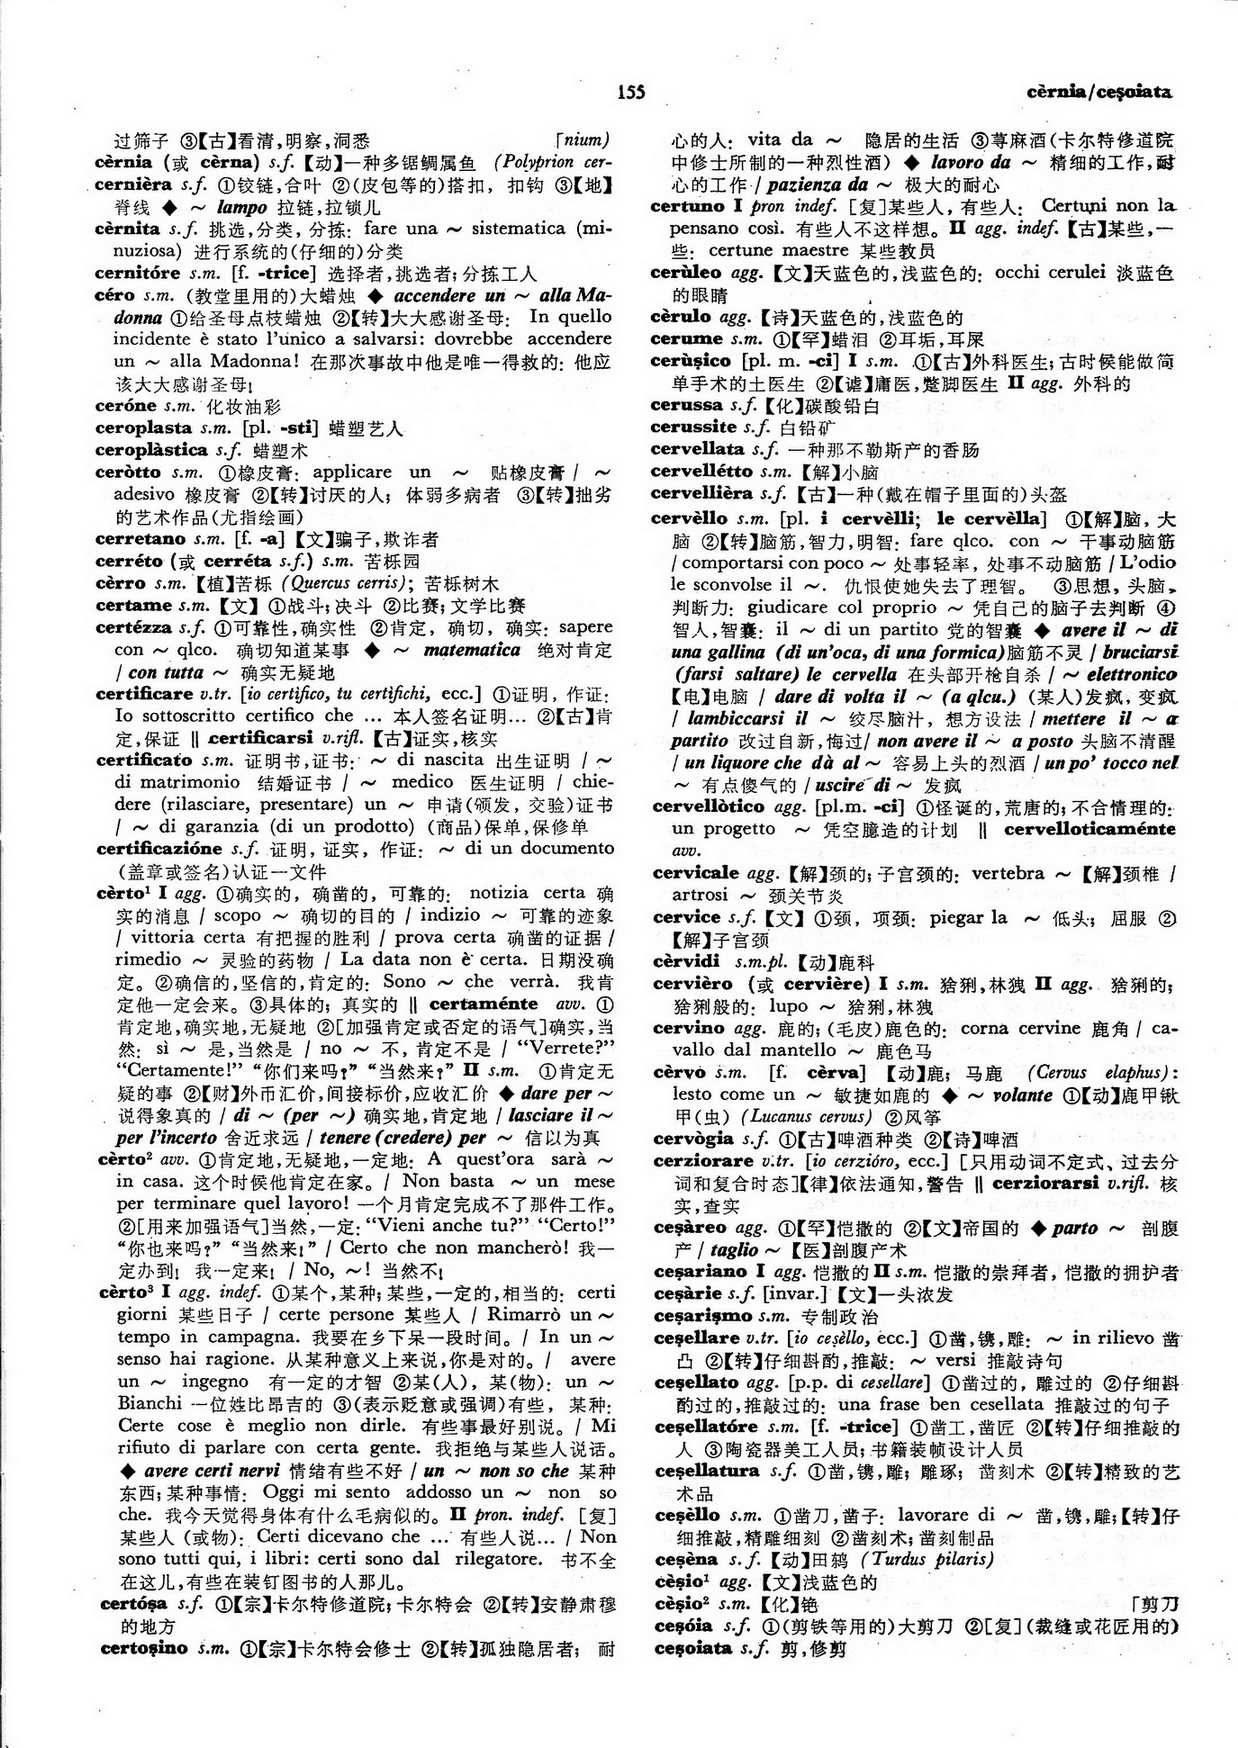 155
cèrnia/ceṣoiata
过筛子 ③【古】看清,明察,洞悉 「nium)
cèrnia (或 cèrna) s.f. 【动】一种多锯鲷属鱼 (Polyprion cer-
cernièra s.f. ①铰链,合叶 ②(皮包等的)搭扣, 扣钩 ③【地】
脊线 ◆ ~ lampo 拉链,拉锁儿
cèrnita s.f. 挑选,分类, 分拣: fare una ~ sistematica (mi-
nuziosa) 进行系统的(仔细的)分类
cernitóre s.m. [f. -trice] 选择者,挑选者; 分拣工人
céro s.m. (教堂里用的)大蜡烛 ◆ accendere un ~ alla Ma-
donna ①给圣母点枝蜡烛 ②【转】大大感谢圣母: In quello
incidente è stato l'unico a salvarsi: dovrebbe accendere
un ~ alla Madonna! 在那次事故中他是唯一得救的: 他应
该大大感谢圣母!
ceróne s.m. 化妆油彩
ceroplasta s.m. [pl. -sti] 蜡塑艺人
ceroplàstica s.f. 蜡塑术
ceròtto s.m. ①橡皮膏: applicare un ~ 贴橡皮膏 / ~
adesivo 橡皮膏 ②【转】讨厌的人; 体弱多病者 ③【转】拙劣
的艺术作品(尤指绘画)
cerretano s.m. [f. -a] 【文】骗子,欺诈者
cerréto (或 cerréta s.f.) s.m. 苦栎园
cèrro s.m. 【植】苦栎 (Quercus cerris); 苦栎树木
certame s.m. 【文】 ①战斗; 决斗 ②比赛; 文学比赛
certézza s.f. ①可靠性,确实性 ②肯定, 确切, 确实: sapere
con ~ qlco. 确切知道某事 ◆ ~ matematica 绝对肯定
/ con tutta ~ 确实无疑地
certificare v.tr. [io certìfico, tu certìfichi, ecc.] ①证明, 作证:
Io sottoscritto certifico che ... 本人签名证明... ②【古】肯
定,保证 ‖ certificarsi v.rifl. 【古】证实,核实
certificato s.m. 证明书,证书: ~ di nascita 出生证明 / ~
di matrimonio 结婚证书 / ~ medico 医生证明 / chie-
dere (rilasciare, presentare) un ~ 申请(颁发, 交验)证书
/ ~ di garanzia (di un prodotto) (商品)保单,保修单
certificazióne s.f. 证明, 证实, 作证: ~ di un documento
(盖章或签名)认证一文件
cèrto¹ I agg. ①确实的, 确凿的, 可靠的: notizia certa 确
实的消息 / scopo ~ 确切的目的 / indizio ~ 可靠的迹象
/ vittoria certa 有把握的胜利 / prova certa 确凿的证据 /
rimedio ~ 灵验的药物 / La data non è certa. 日期没确
定。②确信的,坚信的,肯定的: Sono ~ che verrà. 我肯
定他一定会来。③具体的; 真实的 ‖ certaménte avv. ①
肯定地,确实地,无疑地 ②[加强肯定或否定的语气]确实,当
然: sì ~ 是,当然是 / no ~ 不, 肯定不是 / “Verrete?”
“Certamente!” “你们来吗?” “当然来!” II s.m. ①肯定无
疑的事 ②【财】外币汇价,间接标价,应收汇价 ◆ dare per ~
说得象真的 / di ~ (per ~) 确实地,肯定地 / lasciare il ~
per l'incerto 舍近求远 / tenere (credere) per ~ 信以为真
cèrto² avv. ①肯定地,无疑地,一定地: A quest'ora sarà ~
in casa. 这个时候他肯定在家。 / Non basta ~ un mese
per terminare quel lavoro! 一个月肯定完成不了那件工作。
②[用来加强语气]当然,一定: “Vieni anche tu?” “Certo!”
“你也来吗?” “当然来!” / Certo che non mancherò! 我一
定办到! 我一定来! / No, ~! 当然不!
cèrto³ I agg. indef. ①某个,某种; 某些,一定的,相当的: certi
giorni 某些日子 / certe persone 某些人 / Rimarrò un ~
tempo in campagna. 我要在乡下呆一段时间。 / In un ~
senso hai ragione. 从某种意义上来说,你是对的。 / avere
un ~ ingegno 有一定的才智 ②某(人), 某(物): un ~
Bianchi 一位姓比昂吉的 ③(表示贬意或强调)有些, 某种:
Certe cose è meglio non dirle. 有些事最好别说。 / Mi
rifiuto di parlare con certa gente. 我拒绝与某些人说话。
◆ avere certi nervi 情绪有些不好 / un ~ non so che 某种
东西; 某种事情: Oggi mi sento addosso un ~ non so
che. 我今天觉得身体有什么毛病似的。 II pron. indef. [复]
某些人 (或物): Certi dicevano che ... 有些人说... / Non
sono tutti qui, i libri: certi sono dal rilegatore. 书不全
在这儿,有些在装钉图书的人那儿。
certóṣa s.f. ①【宗】卡尔特修道院; 卡尔特会 ②【转】安静肃穆
的地方
certoṣino s.m. ①【宗】卡尔特会修士 ②【转】孤独隐居者; 耐
心的人: vita da ~ 隐居的生活 ③荨麻酒(卡尔特修道院
中修士所制的一种烈性酒) ◆ lavoro da ~ 精细的工作,耐
心的工作 / pazienza da ~ 极大的耐心
certuno I pron indef. [复]某些人, 有些人: Certuni non la
pensano così. 有些人不这样想。 II agg. indef. 【古】某些,一
些: certune maestre 某些教员
cerùleo agg. 【文】天蓝色的,浅蓝色的: occhi cerulei 淡蓝色
的眼睛
cèrulo agg. 【诗】天蓝色的,浅蓝色的
cerume s.m. ①【罕】蜡泪 ②耳垢,耳屎
cerùṣico [pl. m. -ci] I s.m. ①【古】外科医生; 古时候能做简
单手术的土医生 ②【谑】庸医,蹩脚医生 II agg. 外科的
cerussa s.f. 【化】碳酸铅白
cerussite s.f. 白铅矿
cervellata s.f. 一种那不勒斯产的香肠
cervellétto s.m. 【解】小脑
cervellièra s.f. 【古】一种(戴在帽子里面的)头盔
cervèllo s.m. [pl. i cervèlli; le cervèlla] ①【解】脑, 大
脑 ②【转】脑筋,智力,明智: fare qlco. con ~ 干事动脑筋
/ comportarsi con poco ~ 处事轻率, 处事不动脑筋 / L'odio
le sconvolse il ~. 仇恨使她失去了理智。 ③思想, 头脑,
判断力: giudicare col proprio ~ 凭自己的脑子去判断 ④
智人,智囊: il ~ di un partito 党的智囊 ◆ avere il ~ di
una gallina (di un'oca, di una formica)脑筋不灵 / bruciarsi
(farsi saltare) le cervella 在头部开枪自杀 / ~ elettronico
【电】电脑 / dare di volta il ~ (a qlcu.) (某人)发疯, 变疯
/ lambiccarsi il ~ 绞尽脑汁, 想方设法 / mettere il ~ a
partito 改过自新,悔过/ non avere il ~ a posto 头脑不清醒
/ un liquore che dà al ~ 容易上头的烈酒 / un po' tocco nel
~ 有点傻气的 / uscire di ~ 发疯
cervellòtico agg. [pl.m. -ci] ①怪诞的,荒唐的; 不合情理的:
un progetto ~ 凭空臆造的计划 ‖ cervelloticaménte
avv.
cervicale agg. 【解】颈的; 子宫颈的: vertebra ~ 【解】颈椎 /
artrosi ~ 颈关节炎
cervice s.f. 【文】 ①颈, 项颈: piegar la ~ 低头; 屈服 ②
【解】子宫颈
cèrvidi s.m.pl. 【动】鹿科
cervièro (或 cervière) I s.m. 猞猁,林拽 II agg. 猞猁的;
猞猁般的: lupo ~ 猞猁,林拽
cervino agg. 鹿的; (毛皮)鹿色的: corna cervine 鹿角 / ca-
vallo dal mantello ~ 鹿色马
cèrvo s.m. [f. cèrva] 【动】鹿; 马鹿 (Cervus elaphus):
lesto come un ~ 敏捷如鹿的 ◆ ~ volante ①【动】鹿甲锹
甲(虫) (Lucanus cervus) ②风筝
cervògia s.f. ①【古】啤酒种类 ②【诗】啤酒
cerziorare v.tr. [io cerzióro, ecc.] [只用动词不定式、过去分
词和复合时态]【律】依法通知,警告 ‖ cerziorarsi v.rifl. 核
实,查实
ceṣàreo agg. ①【罕】恺撒的 ②【文】帝国的 ◆ parto ~ 剖腹
产 / taglio ~ 【医】剖腹产术
ceṣariano I agg. 恺撒的 II s.m. 恺撒的崇拜者, 恺撒的拥护者
ceṣàrie s.f. [invar.] 【文】一头浓发
ceṣariṣmo s.m. 专制政治
ceṣellare v.tr. [io ceṣèllo, ecc.] ①凿,镌,雕: ~ in rilievo 凿
凸 ②【转】仔细斟酌,推敲: ~ versi 推敲诗句
ceṣellato agg. [p.p. di cesellare] ①凿过的, 雕过的 ②仔细斟
酌过的,推敲过的: una frase ben cesellata 推敲过的句子
ceṣellatóre s.m. [f. -trice] ①凿工,凿匠 ②【转】仔细推敲的
人 ③陶瓷器美工人员; 书籍装帧设计人员
ceṣellatura s.f. ①凿,镌,雕; 雕琢; 凿刻术 ②【转】精致的艺
术品
ceṣèllo s.m. ①凿刀,凿子: lavorare di ~ 凿,镌,雕;【转】仔
细推敲,精雕细刻 ②凿刻术; 凿刻制品
ceṣèna s.f. 【动】田鸫 (Turdus pilaris)
cèṣio¹ agg. 【文】浅蓝色的
cèṣio² s.m. 【化】铯 「剪刀
ceṣóia s.f. ①(剪铁等用的)大剪刀 ②[复] (裁缝或花匠用的)
ceṣoiata s.f. 剪,修剪